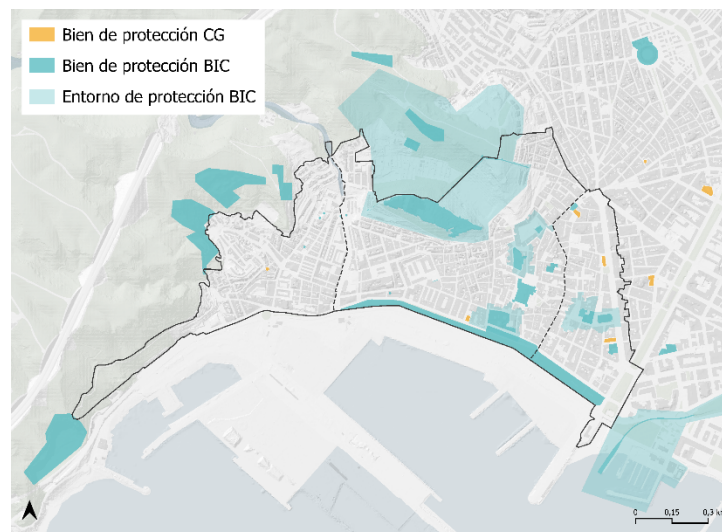 Bien de protección CG
Bien de protección BIC
Entorno de protección BIC
0 0,15 0,3 k